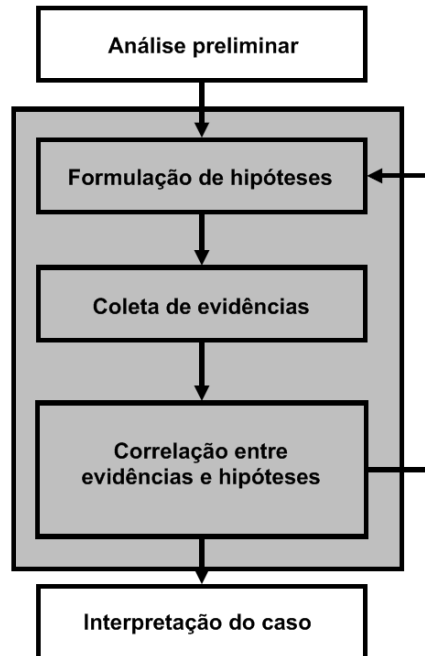 Análise preliminar
Formulação de hipóteses
Coleta de evidências
Correlação entre
evidências e hipóteses
Interpretação do caso